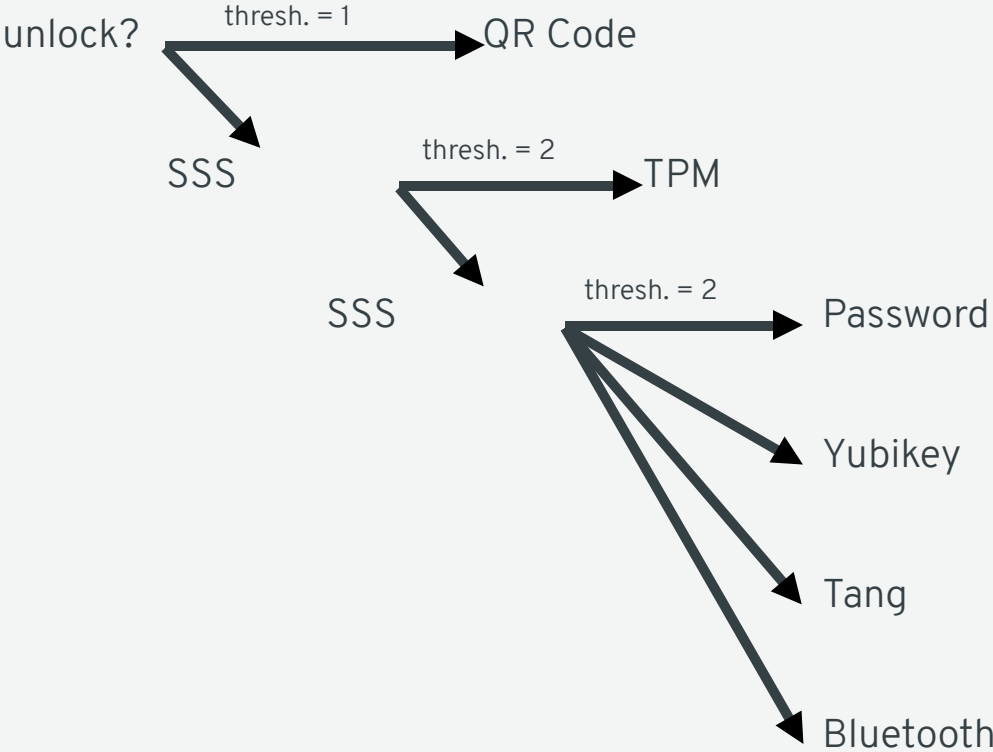 thresh. = 1
unlock?
QR Code
thresh. = 2
SSS
TPM
thresh. = 2
SSS
Password
Yubikey
Tang
Bluetooth